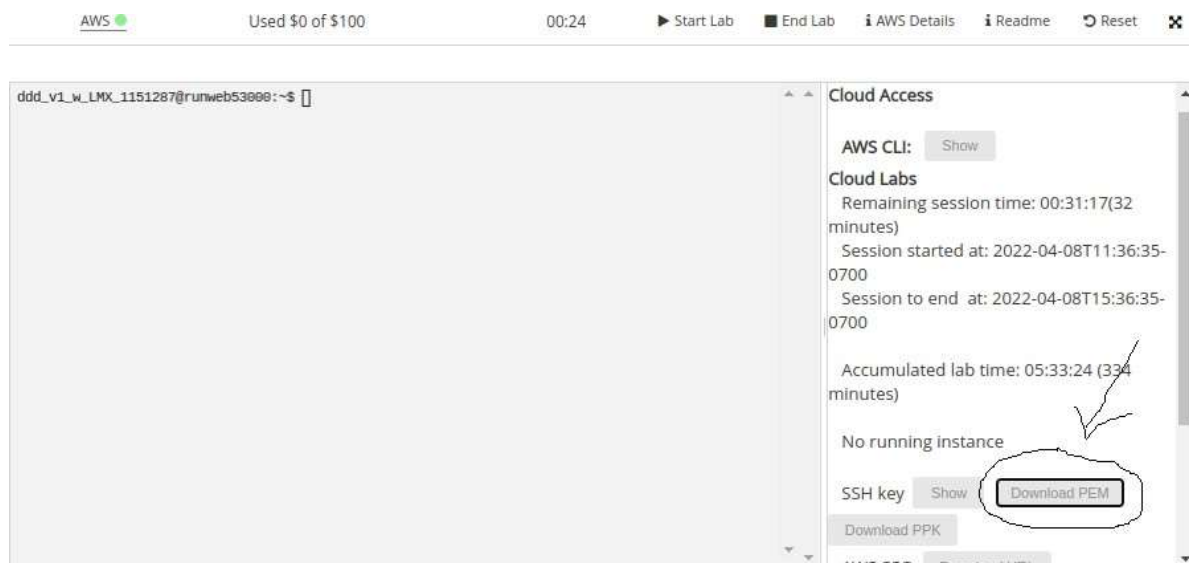 AWS Used $0 of $100 00:24 Start Lab End Lab AWS Details Readme Reset
ddd_v1_w_LMX_1151287@runweb53000:~$
Cloud Access
AWS CLI: Show
Cloud Labs
Remaining session time: 00:31:17(32
minutes)
Session started at: 2022-04-08T11:36:35-
0700
Session to end at: 2022-04-08T15:36:35-
0700
Accumulated lab time: 05:33:24 (334
minutes)
No running instance
SSH key Show Download PEM
Download PPK